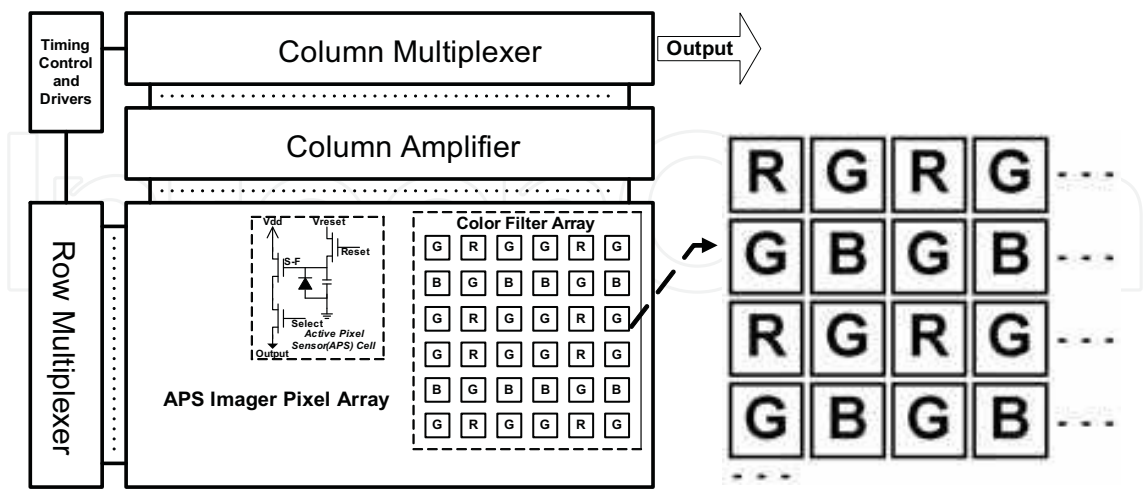 Timing
Control
and
Drivers
Column Multiplexer
Output
Column Amplifier
Row Multiplexer
Vdd
Vreset
Reset
S-F
Select
Active Pixel
Sensor(APS) Cell
Output
APS Imager Pixel Array
Color Filter Array
G R G G R G
B G B B G B
G R G G R G
G R G G R G
B G B B G B
G R G G R G
R G R G - - -
G B G B - - -
R G R G - - -
G B G B - - -
- - -